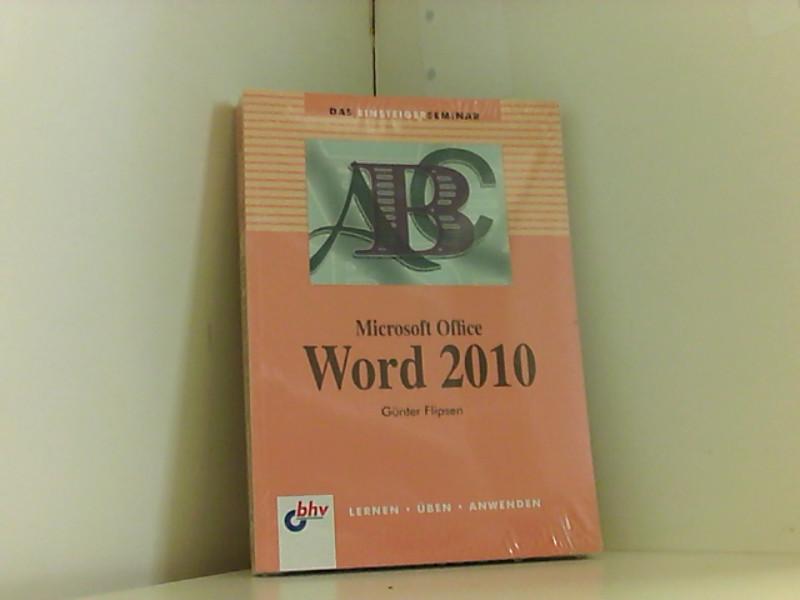 DAS EINSTEIGERSEMINAR
ABC
Microsoft Office
Word 2010
Günter Flipsen
bhv
LERNEN · ÜBEN · ANWENDEN